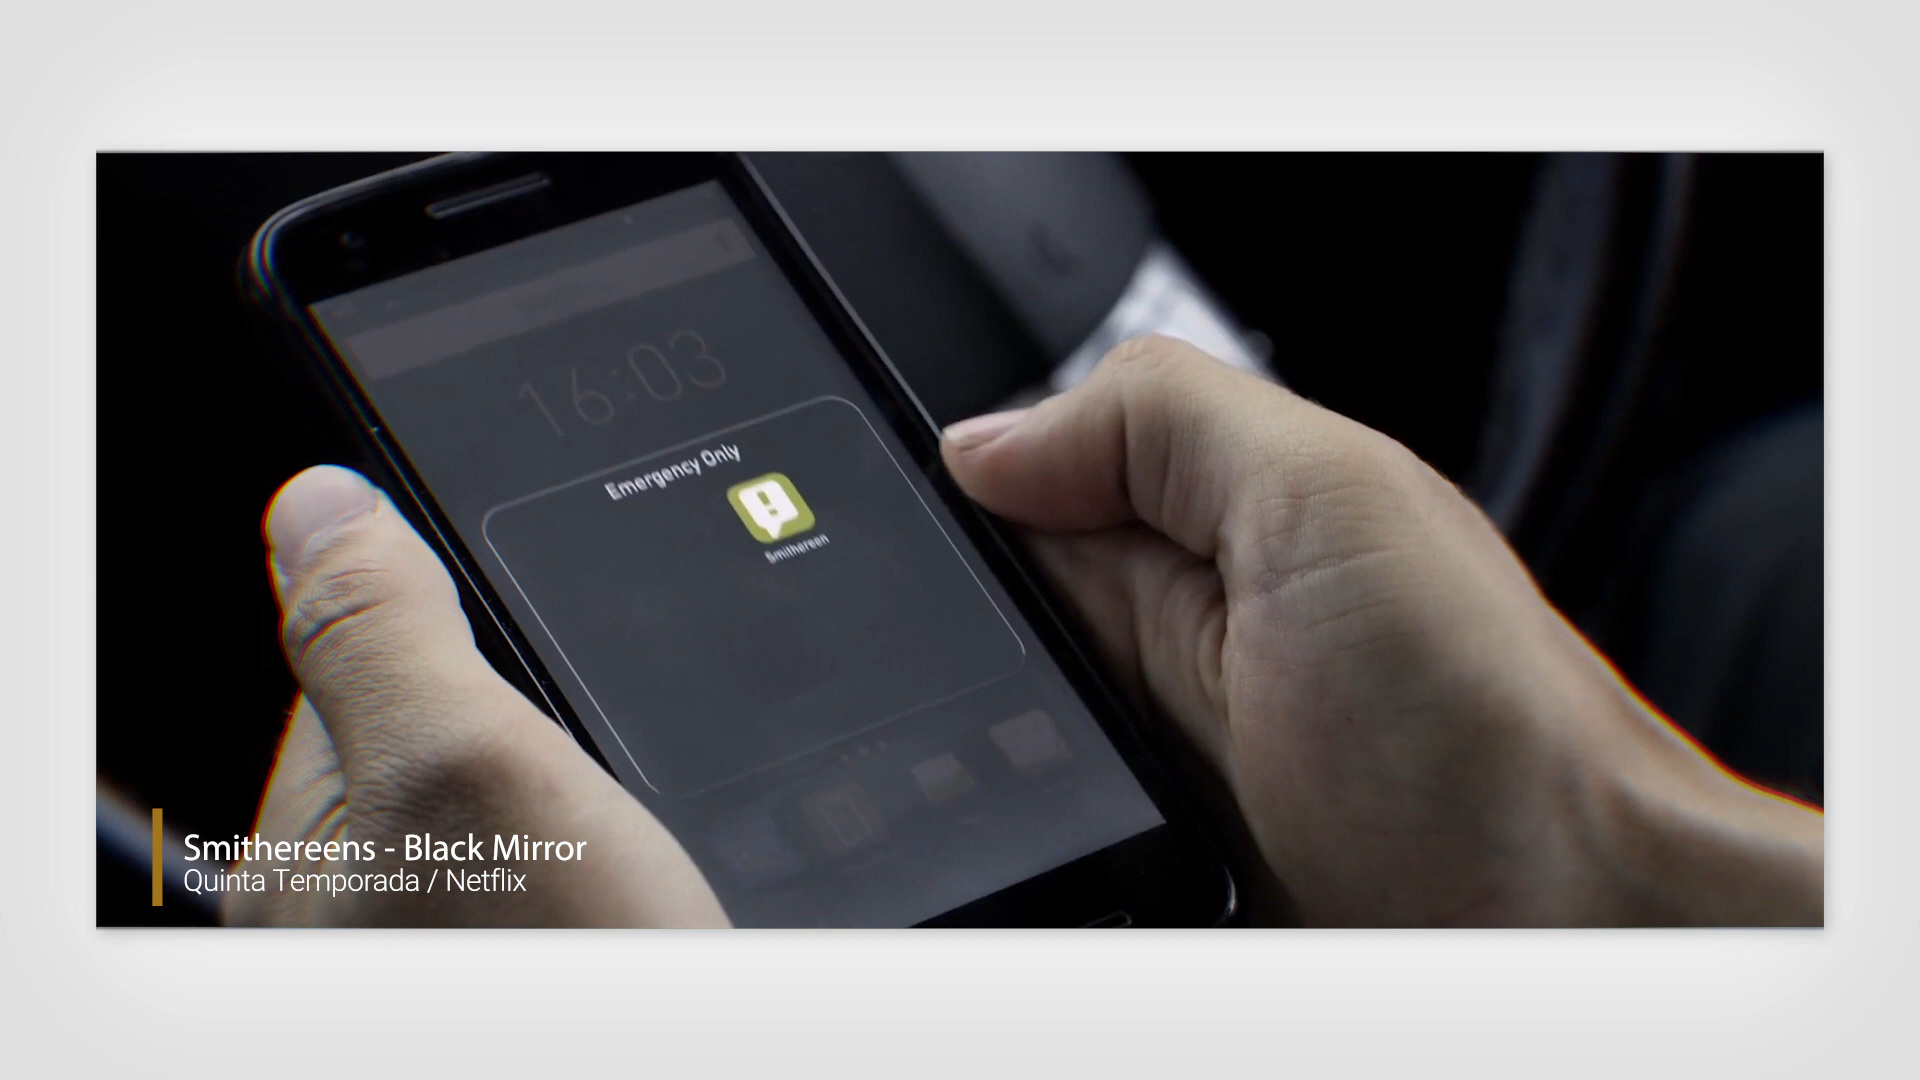 16:03
Emergency Only
Smithereen
Smithereens - Black Mirror
Quinta Temporada / Netflix